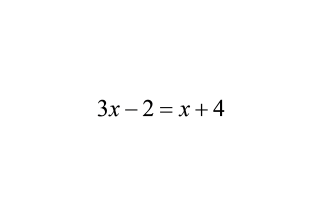 3x − 2 = x + 4